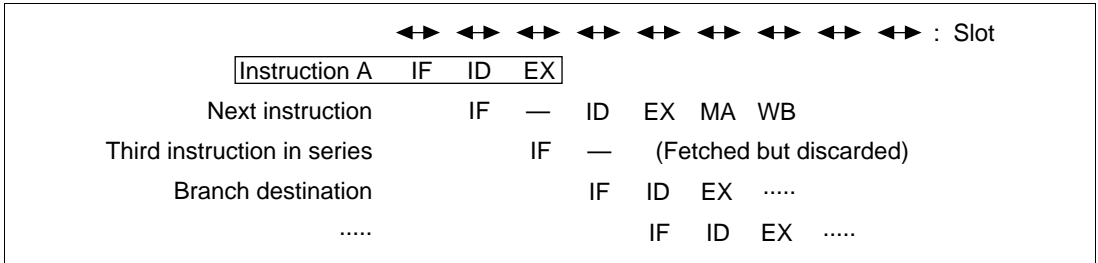 : Slot
Instruction A IF ID EX
Next instruction IF — ID EX MA WB
Third instruction in series IF — (Fetched but discarded)
Branch destination IF ID EX .....
..... IF ID EX .....